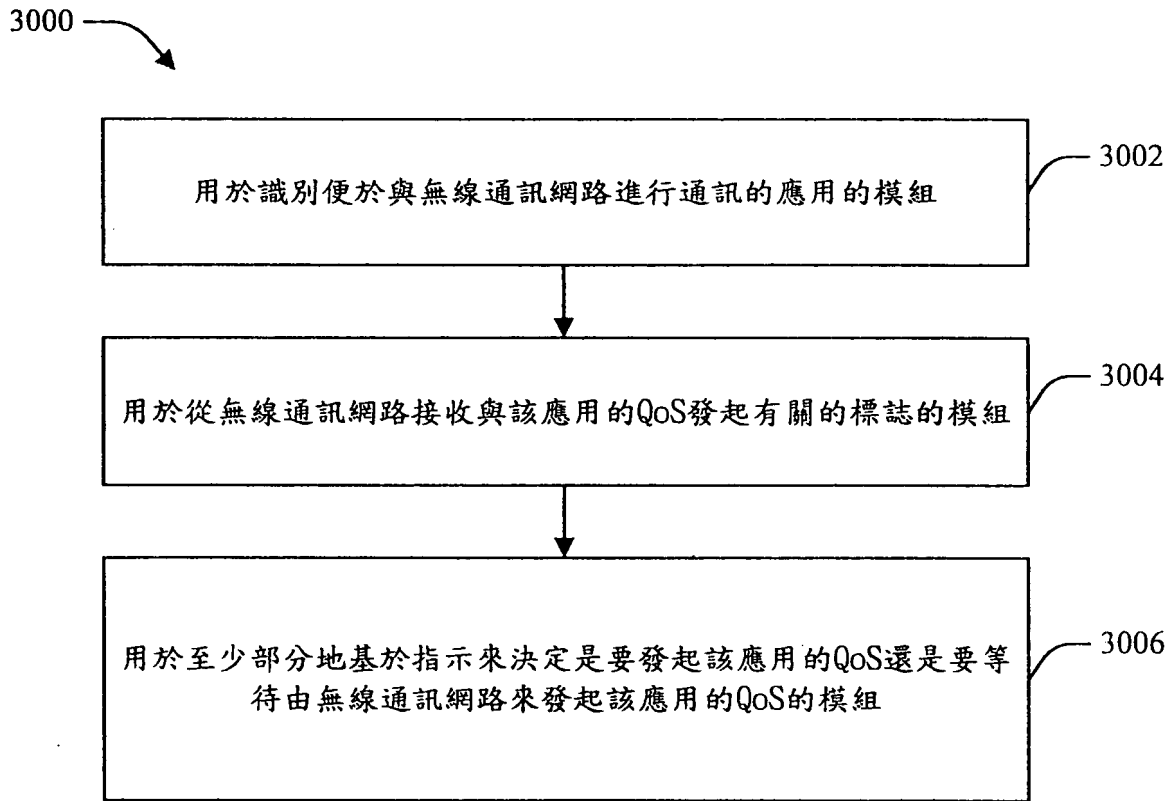 3000
用於識別便於與無線通訊網路進行通訊的應用的模組
3002
用於從無線通訊網路接收與該應用的QoS發起有關的標誌的模組
3004
用於至少部分地基於指示來決定是要發起該應用的QoS還是要等
待由無線通訊網路來發起該應用的QoS的模組
3006